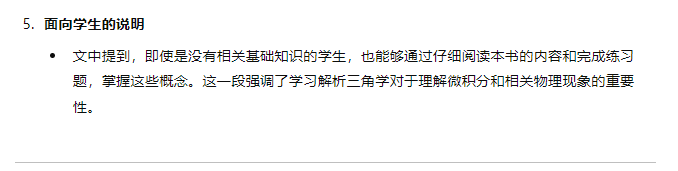 5. 面向学生的说明
• 文中提到，即使是没有相关基础知识的学生，也能够通过仔细阅读本书的内容和完成练习
题，掌握这些概念。这一段强调了学习解析三角学对于理解微积分和相关物理现象的重要
性。